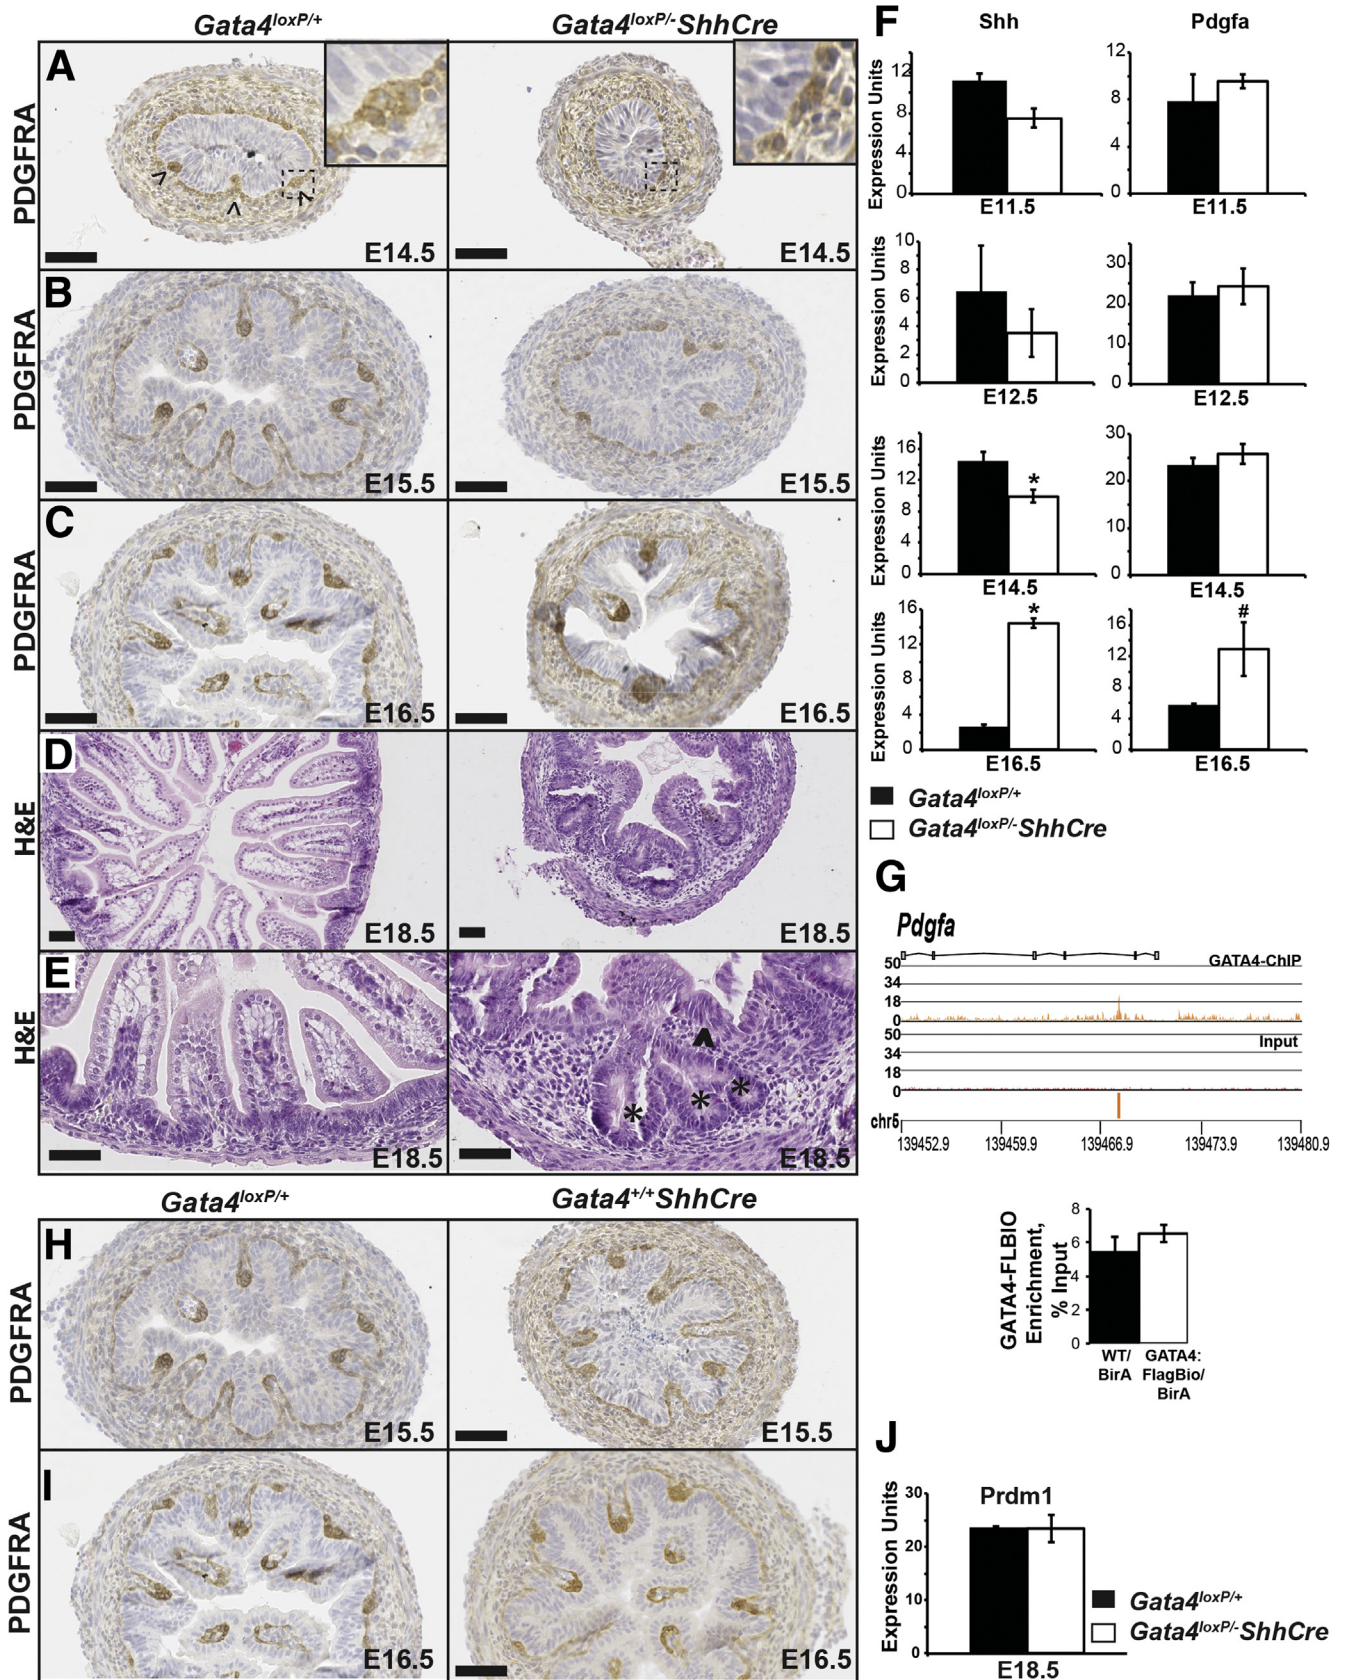 Gata4loxP/+
Gata4loxP/-ShhCre
A
PDGFRA
E14.5
E14.5
B
PDGFRA
E15.5
E15.5
C
PDGFRA
E16.5
E16.5
D
H&E
E18.5
E18.5
E
H&E
E18.5
* * *
E18.5
Gata4loxP/+
Gata4+/+ShhCre
H
PDGFRA
E15.5
E15.5
I
PDGFRA
E16.5
E16.5
F
Shh
Pdgfa
Expression Units
12
8
4
0
E11.5
12
8
4
0
E11.5
Expression Units
10
8
6
4
2
0
E12.5
30
20
10
0
E12.5
Expression Units
16
12
8
4
0
*
E14.5
30
20
10
0
E14.5
Expression Units
16
12
8
4
0
*
E16.5
16
12
8
4
0
#
E16.5
Gata4loxP/+
Gata4loxP/-ShhCre
G
Pdgfa
GATA4-ChIP
50
34
18
0
Input
50
34
18
0
chr5
139452.9 139459.9 139466.9 139473.9 139480.9
GATA4-FLBIO
Enrichment,
% Input
8
6
4
2
0
WT/
BirA
GATA4:
FlagBio/
BirA
J
Prdm1
Expression Units
30
20
10
0
E18.5
Gata4loxP/+
Gata4loxP/-ShhCre